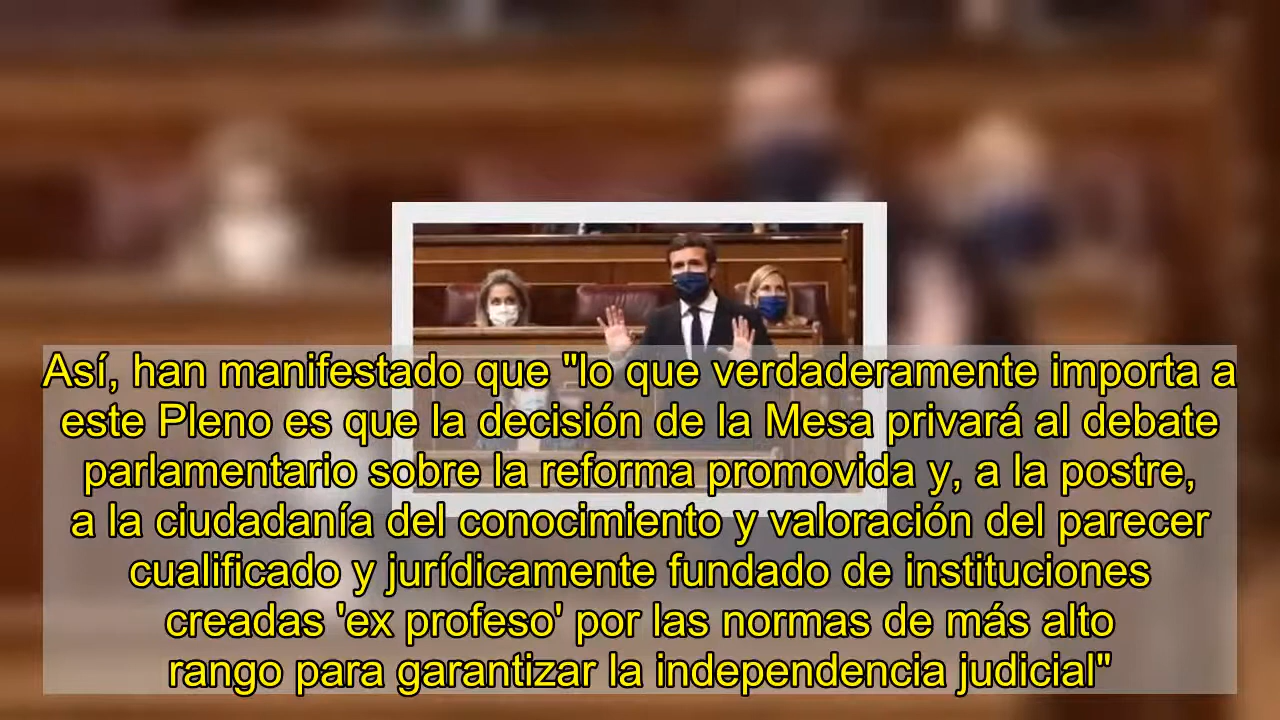 Así, han manifestado que "lo que verdaderamente importa a
este Pleno es que la decisión de la Mesa privará al debate
parlamentario sobre la reforma promovida y, a la postre,
a la ciudadanía del conocimiento y valoración del parecer
cualificado y jurídicamente fundado de instituciones
creadas 'ex profeso' por las normas de más alto
rango para garantizar la independencia judicial"